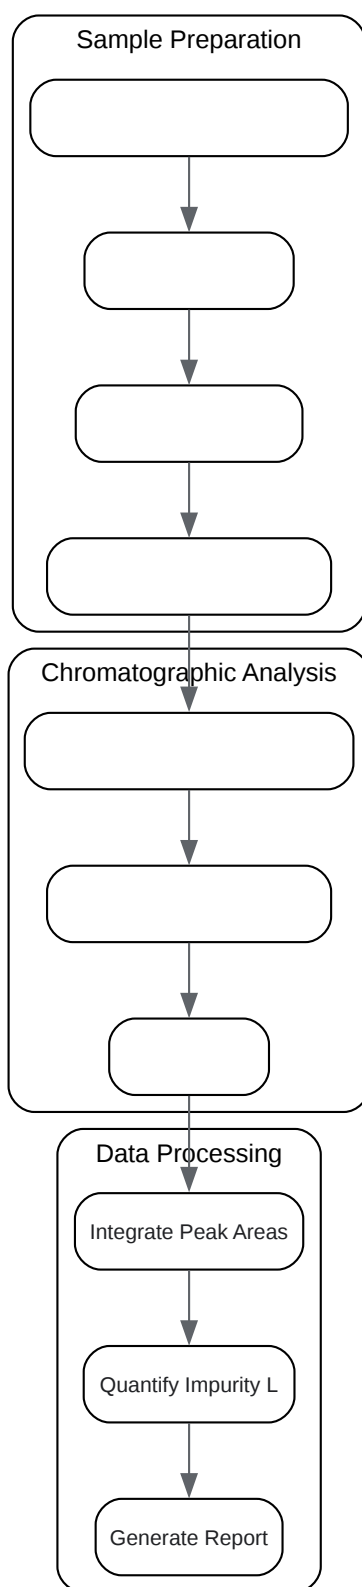 Sample Preparation
Chromatographic Analysis
Data Processing
Integrate Peak Areas
Quantify Impurity L
Generate Report